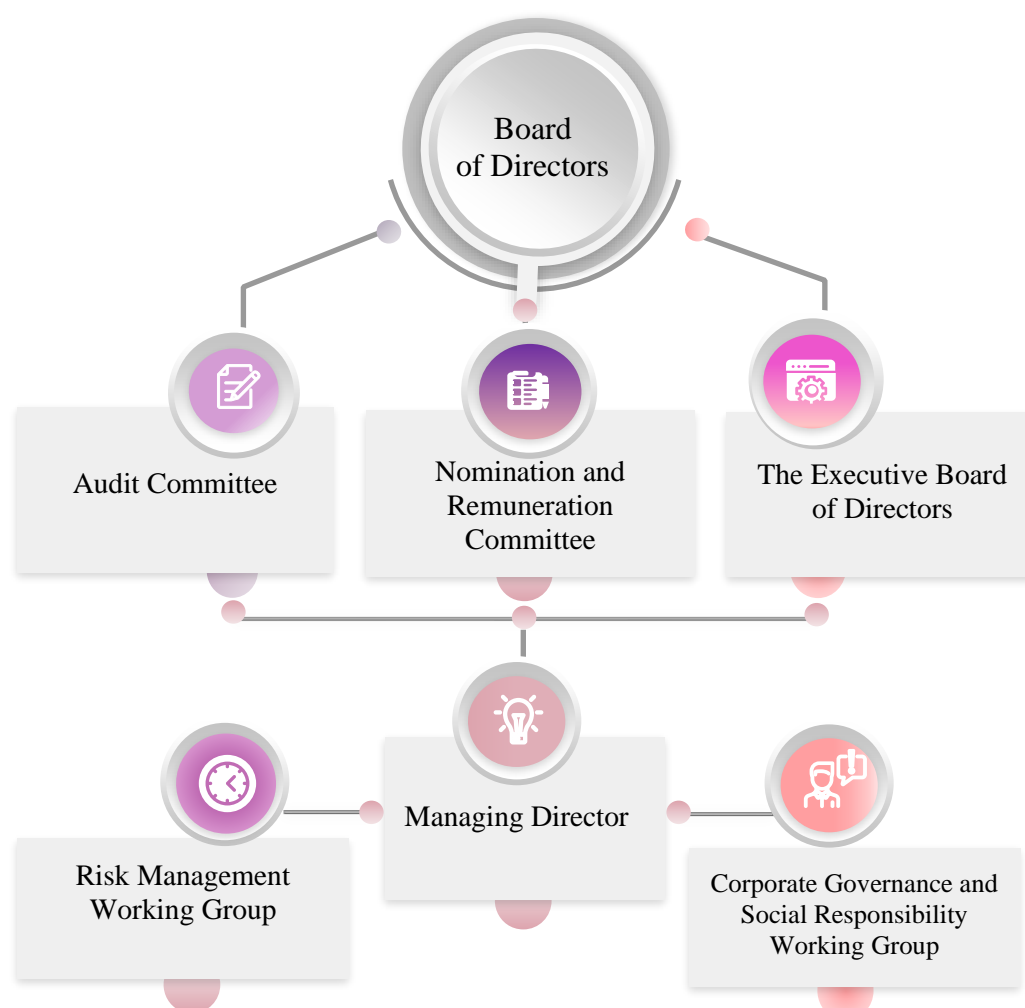 Board
of Directors
Audit Committee
Nomination and
Remuneration
Committee
The Executive Board
of Directors
Managing Director
Risk Management
Working Group
Corporate Governance and
Social Responsibility
Working Group